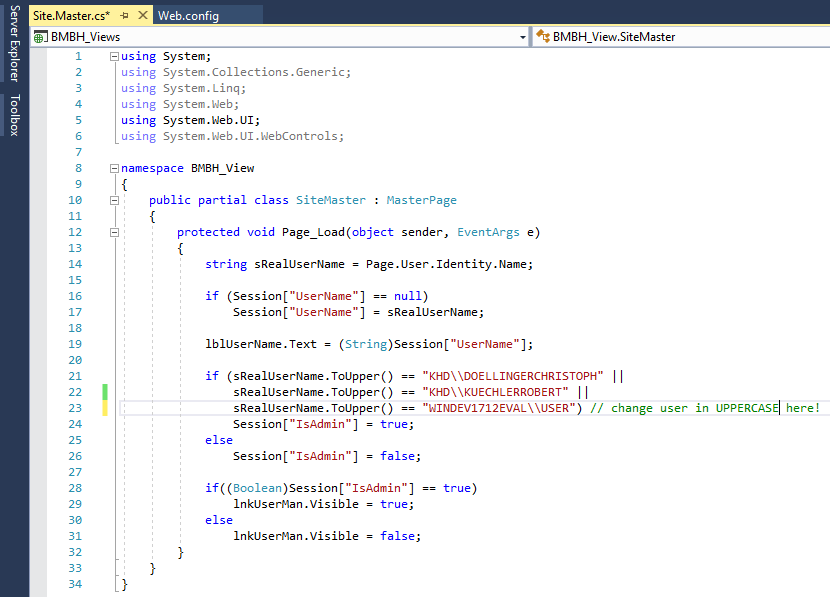 Server Explorer
Toolbox
Site.Master.cs*
Web.config
BMBH_Views
BMBH_View.SiteMaster
1 using System;
2 using System.Collections.Generic;
3 using System.Linq;
4 using System.Web;
5 using System.Web.UI;
6 using System.Web.UI.WebControls;
7
8 namespace BMBH_View
9 {
10 public partial class SiteMaster : MasterPage
11 {
12 protected void Page_Load(object sender, EventArgs e)
13 {
14 string sRealUserName = Page.User.Identity.Name;
15
16 if (Session["UserName"] == null)
17 Session["UserName"] = sRealUserName;
18
19 lblUserName.Text = (String)Session["UserName"];
20
21 if (sRealUserName.ToUpper() == "KHD\\DOELLINGERCHRISTOPH" ||
22 sRealUserName.ToUpper() == "KHD\\KUECHLERROBERT" ||
23 sRealUserName.ToUpper() == "WINDEV1712EVAL\\USER") // change user in UPPERCASE here!
24 Session["IsAdmin"] = true;
25 else
26 Session["IsAdmin"] = false;
27
28 if((Boolean)Session["IsAdmin"] == true)
29 lnkUserMan.Visible = true;
30 else
31 lnkUserMan.Visible = false;
32 }
33 }
34 }